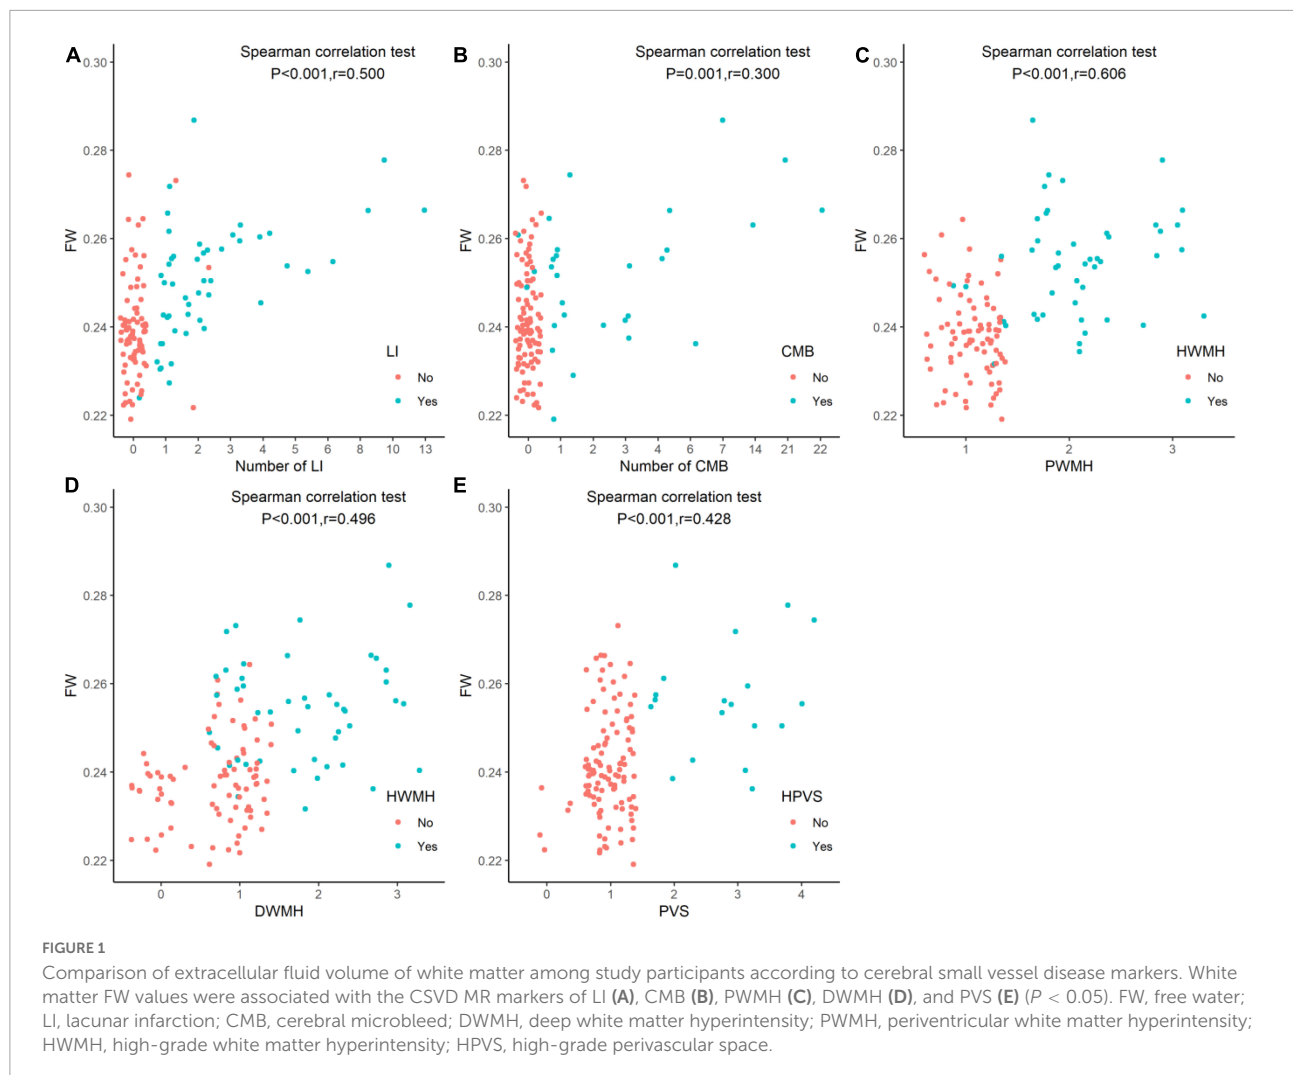 A
Spearman correlation test
P<0.001,r=0.500
0.30
0.28
0.26
0.24
0.22
FW
LI
No
Yes
0 1 2 3 4 5 6 8 10 13
Number of LI
B
Spearman correlation test
P=0.001,r=0.300
0.30
0.28
0.26
0.24
0.22
FW
CMB
No
Yes
0 1 2 3 4 6 7 14 21 22
Number of CMB
C
Spearman correlation test
P<0.001,r=0.606
0.30
0.28
0.26
0.24
0.22
FW
HWMH
No
Yes
1 2 3
PWMH
D
Spearman correlation test
P<0.001,r=0.496
0.30
0.28
0.26
0.24
0.22
FW
HWMH
No
Yes
0 1 2 3
DWMH
E
Spearman correlation test
P<0.001,r=0.428
0.30
0.28
0.26
0.24
0.22
FW
HPVS
No
Yes
0 1 2 3 4
PVS
FIGURE 1
Comparison of extracellular fluid volume of white matter among study participants according to cerebral small vessel disease markers. White
matter FW values were associated with the CSVD MR markers of LI (A), CMB (B), PWMH (C), DWMH (D), and PVS (E) (P < 0.05). FW, free water;
LI, lacunar infarction; CMB, cerebral microbleed; DWMH, deep white matter hyperintensity; PWMH, periventricular white matter hyperintensity;
HWMH, high-grade white matter hyperintensity; HPVS, high-grade perivascular space.